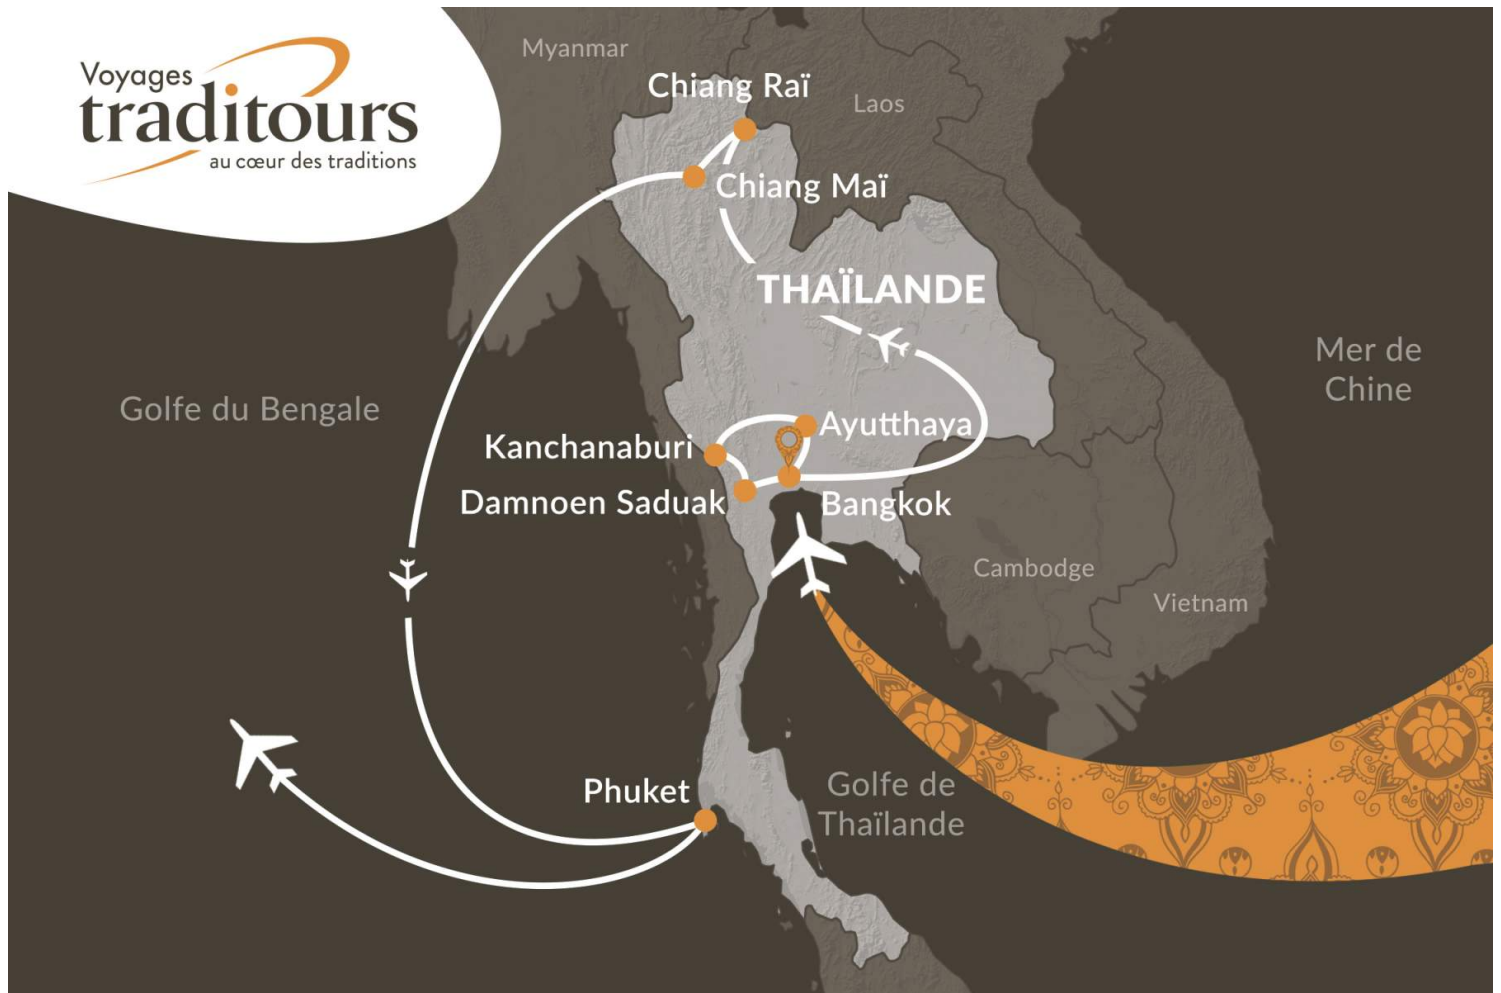 Voyages
traditours
au cœur des traditions
Myanmar
Chiang Raï
Laos
Chiang Maï
THAÏLANDE
Mer de
Chine
Golfe du Bengale
Ayutthaya
Kanchanaburi
Damnoen Saduak
Bangkok
Cambodge
Vietnam
Phuket
Golfe de
Thaïlande